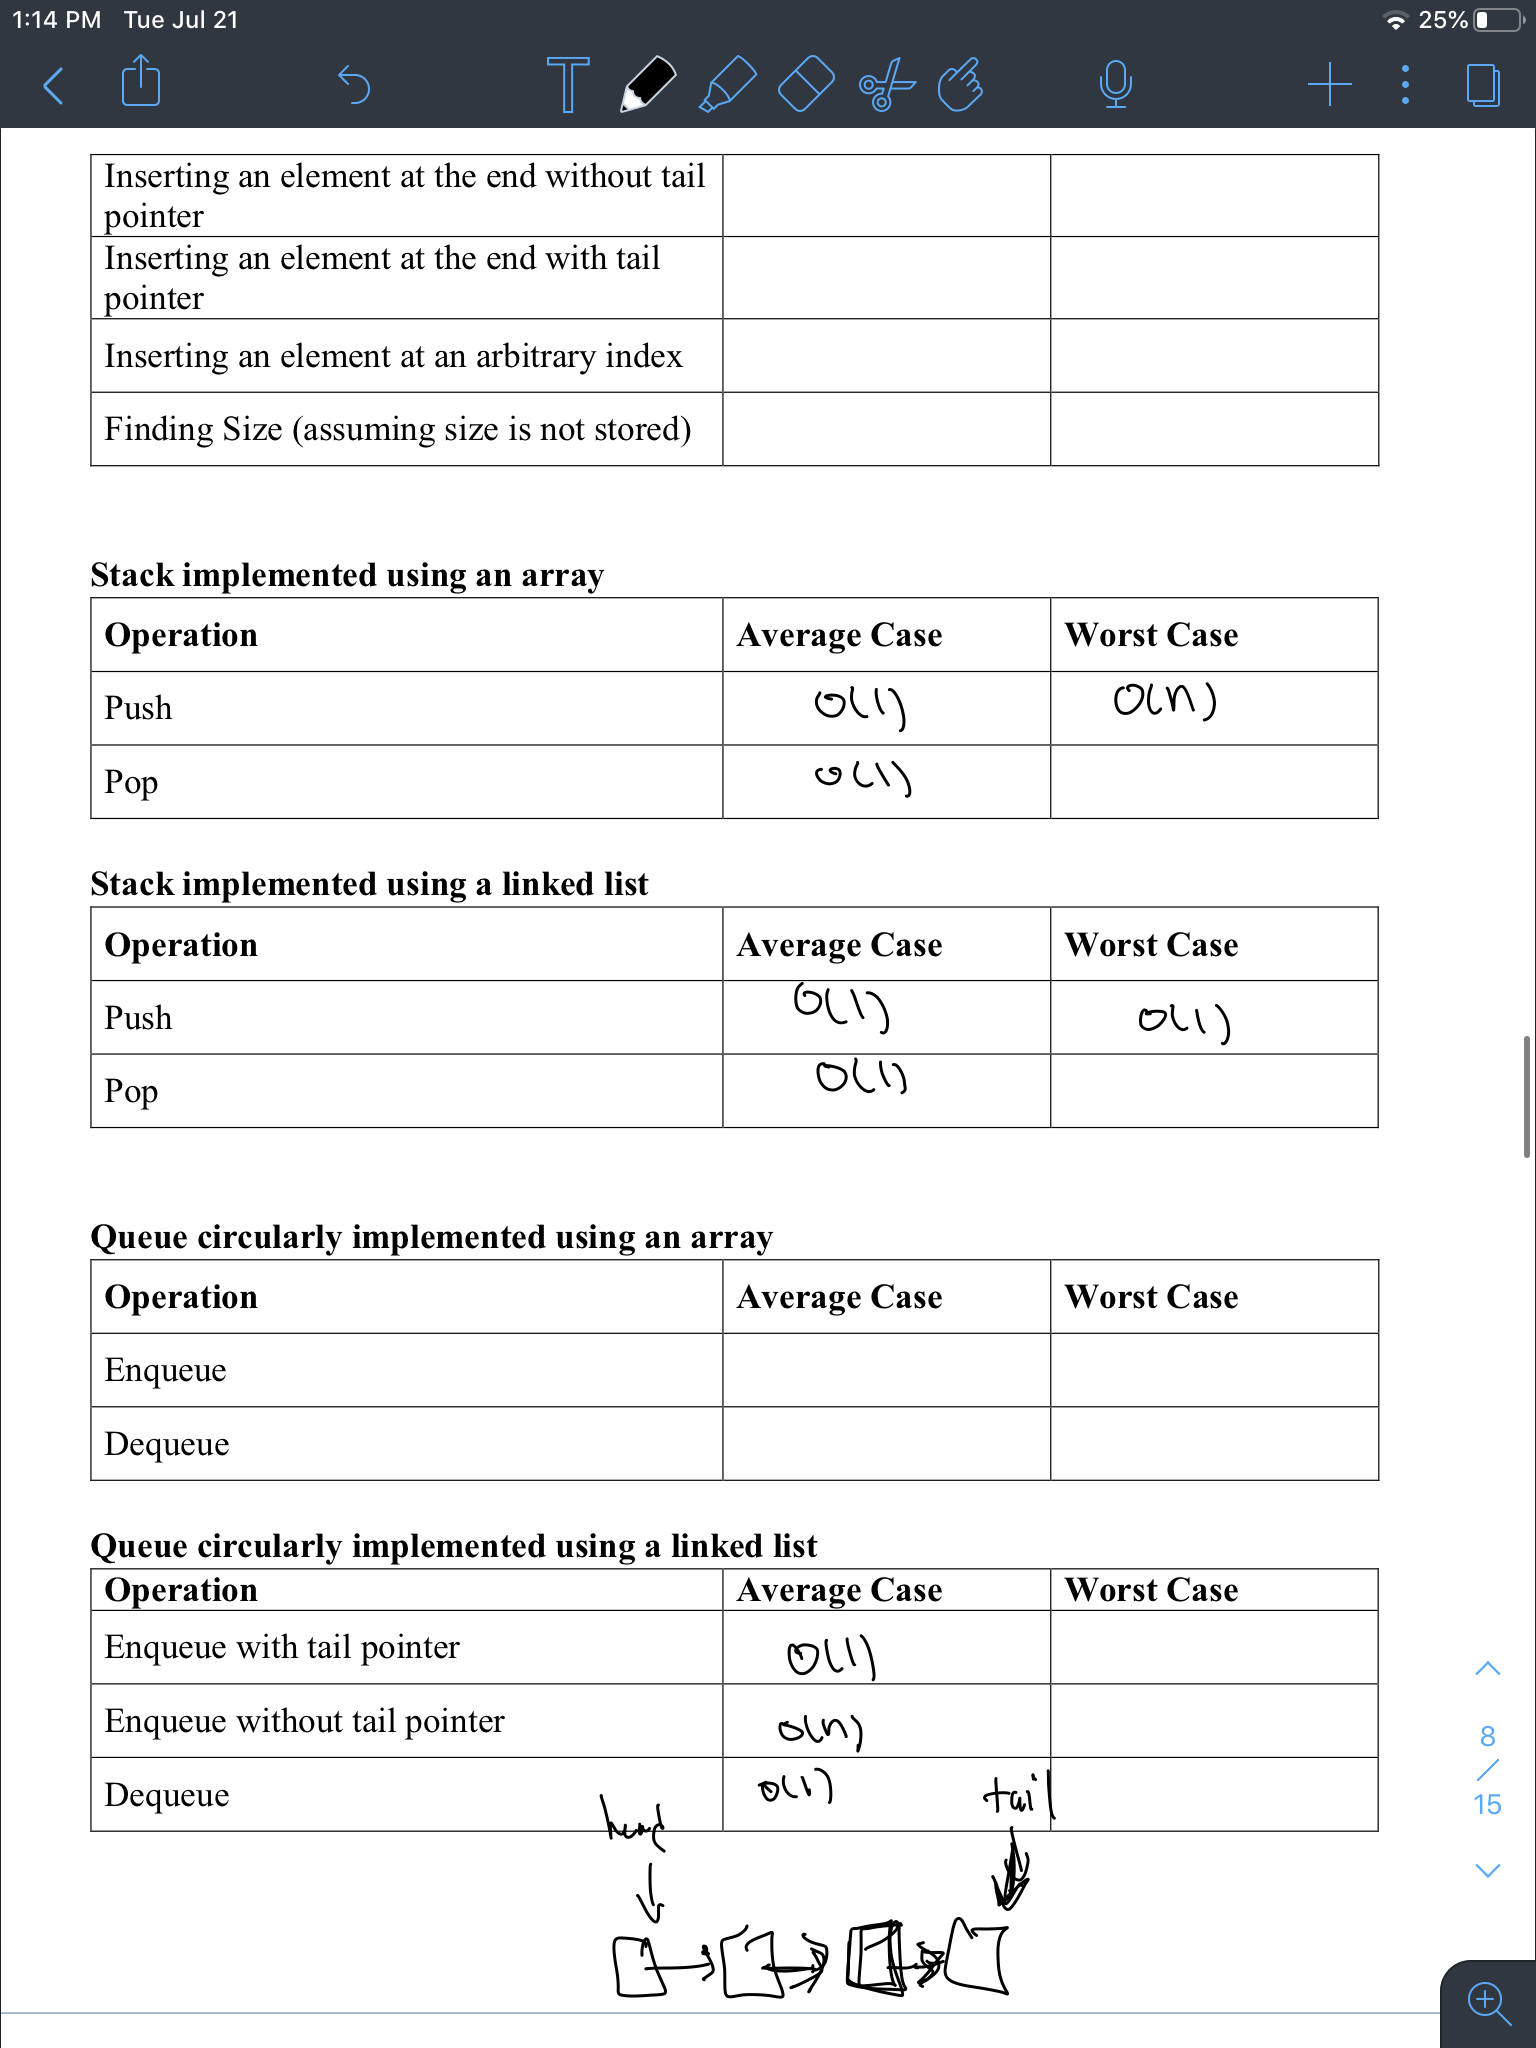 1:14 PM Tue Jul 21 25%
T
Inserting an element at the end without tail
pointer
Inserting an element at the end with tail
pointer
Inserting an element at an arbitrary index
Finding Size (assuming size is not stored)
Stack implemented using an array
Operation Average Case Worst Case
Push O(1) O(n)
Pop O(1)
Stack implemented using a linked list
Operation Average Case Worst Case
Push O(1) O(1)
Pop O(1)
Queue circularly implemented using an array
Operation Average Case Worst Case
Enqueue
Dequeue
Queue circularly implemented using a linked list
Operation Average Case Worst Case
Enqueue with tail pointer O(1)
Enqueue without tail pointer O(n)
Dequeue O(1)
head tail
8
/
15